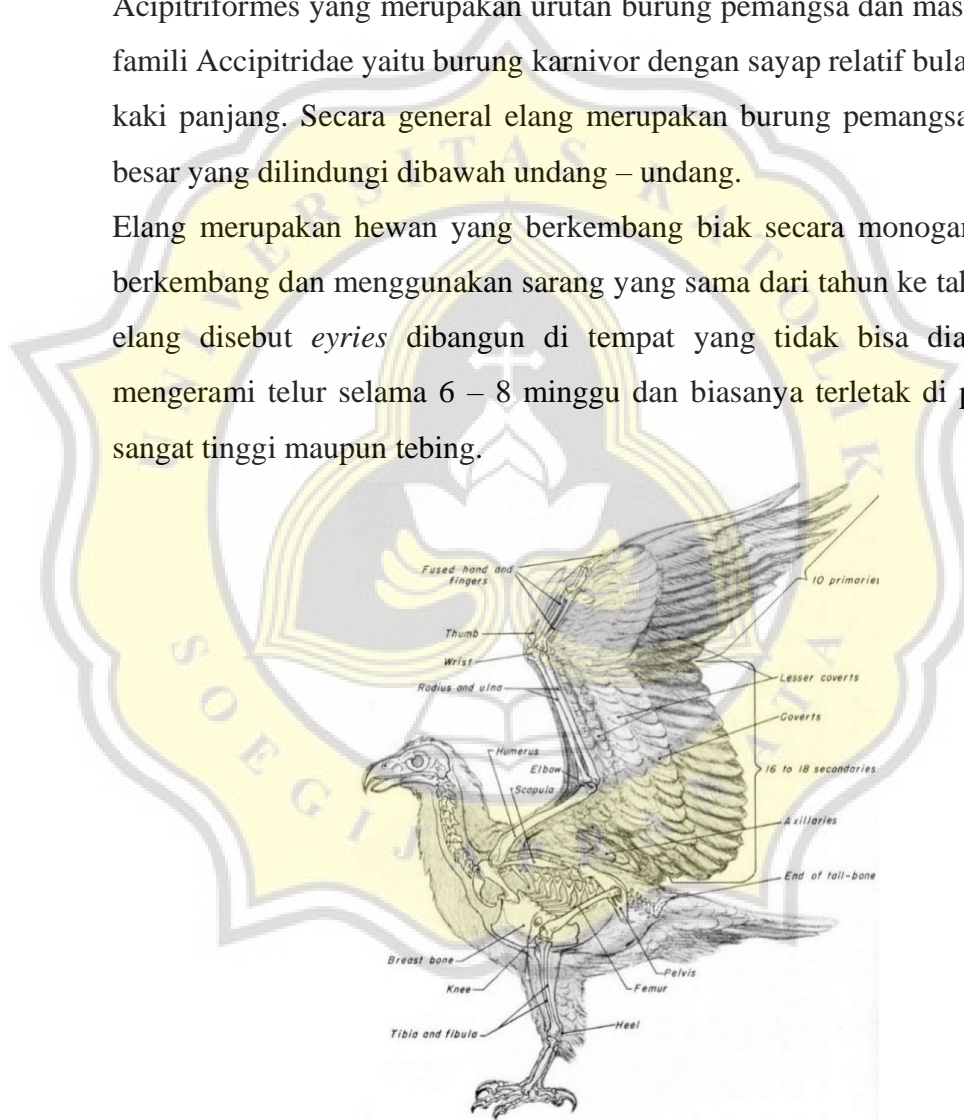 Acipitriformes yang merupakan urutan burung pemangsa dan mas
famili Accipitridae yaitu burung karnivor dengan sayap relatif bula
kaki panjang. Secara general elang merupakan burung pemangsa
besar yang dilindungi dibawah undang – undang.
Elang merupakan hewan yang berkembang biak secara monogam
berkembang dan menggunakan sarang yang sama dari tahun ke tah
elang disebut eyries dibangun di tempat yang tidak bisa dia
mengerami telur selama 6 – 8 minggu dan biasanya terletak di p
sangat tinggi maupun tebing.
UNIVERSITAS KATOLIK
SOEGIJAPRANATA
Fused hand and
fingers
10 primaries
Thumb
Wrist
Radius and ulna
Lesser coverts
Coverts
Humerus
Elbow
Scapula
16 to 18 secondaries
Axillaries
End of tail-bone
Breast bone
Knee
Pelvis
Femur
Tibia and fibula
Heel